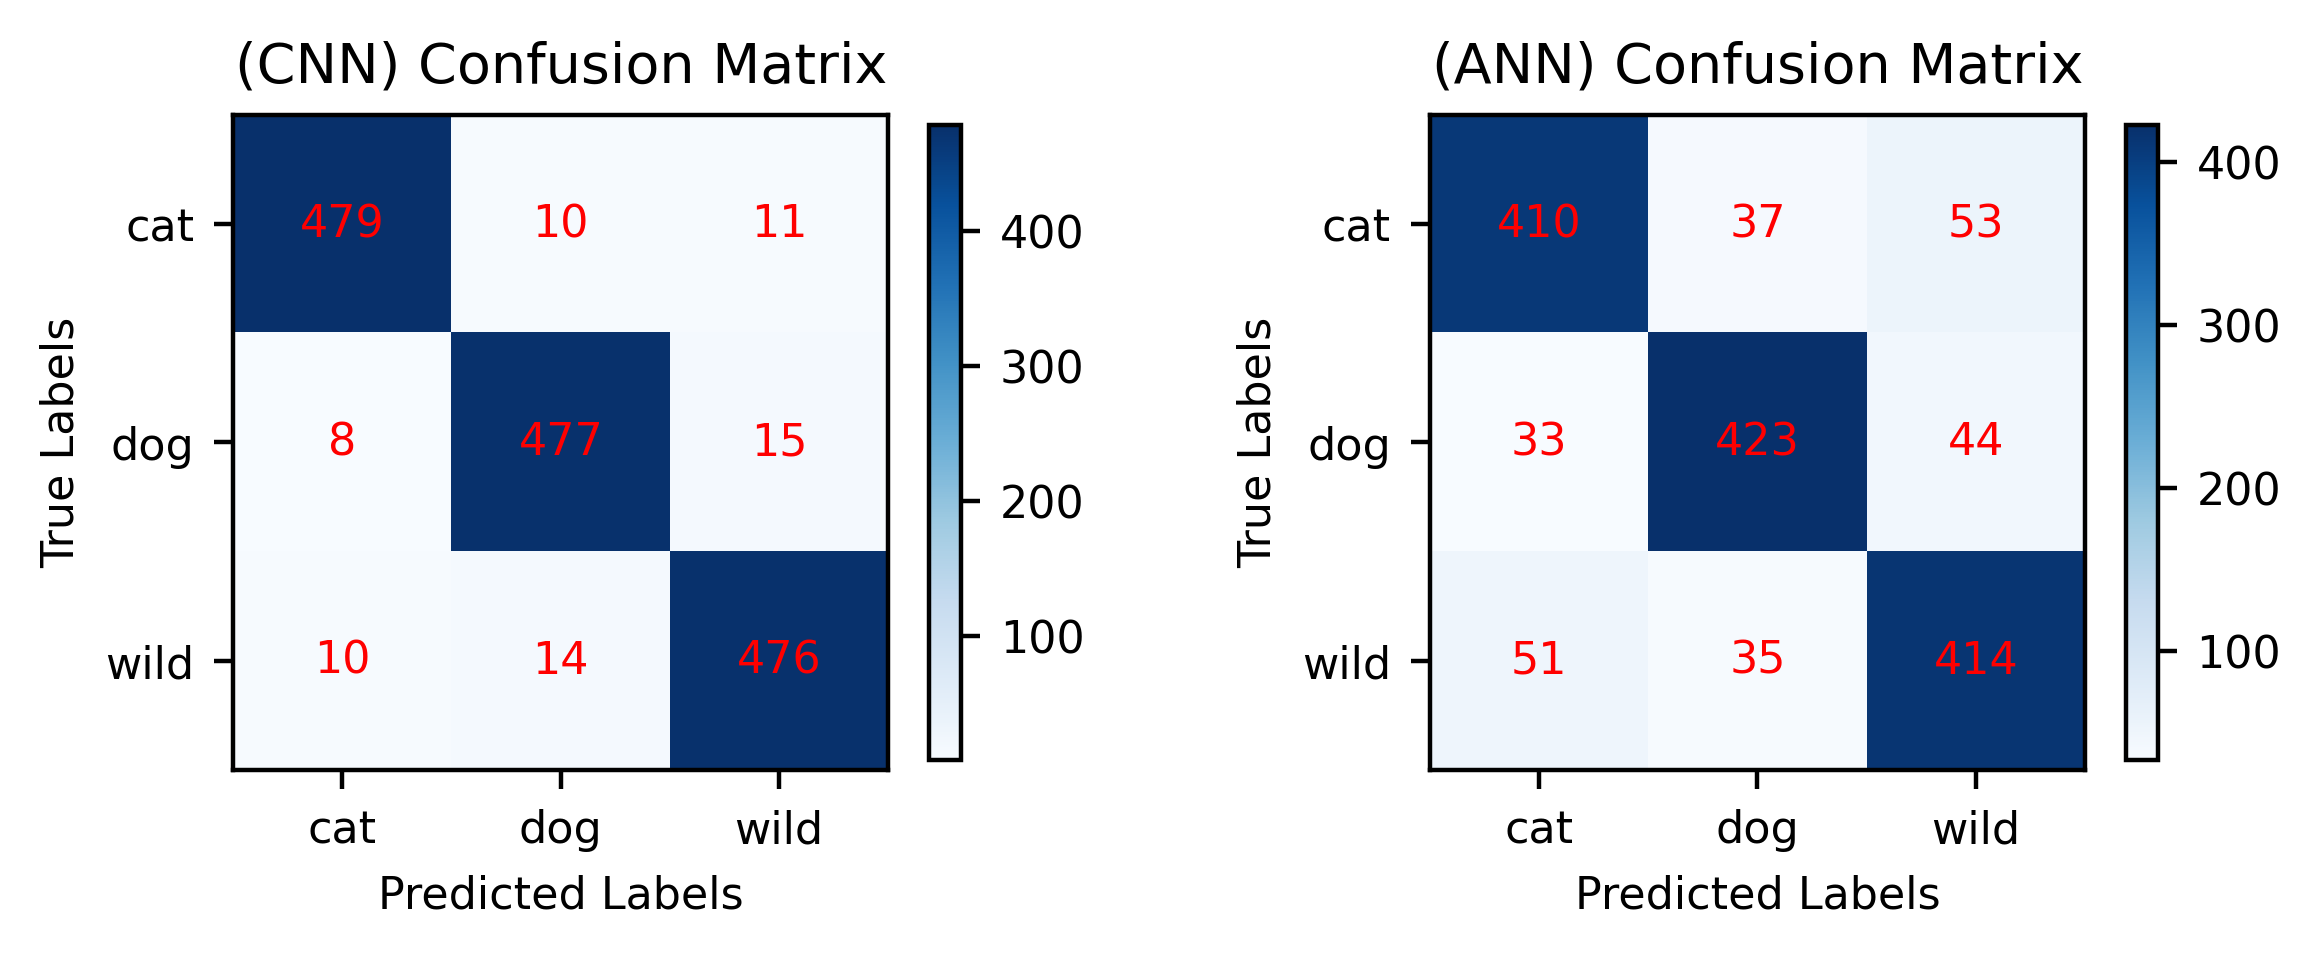 (CNN) Confusion Matrix
True Labels
cat
dog
wild
479 10 11
8 477 15
10 14 476
cat dog wild
Predicted Labels
400
300
200
100
(ANN) Confusion Matrix
True Labels
cat
dog
wild
410 37 53
33 423 44
51 35 414
cat dog wild
Predicted Labels
400
300
200
100